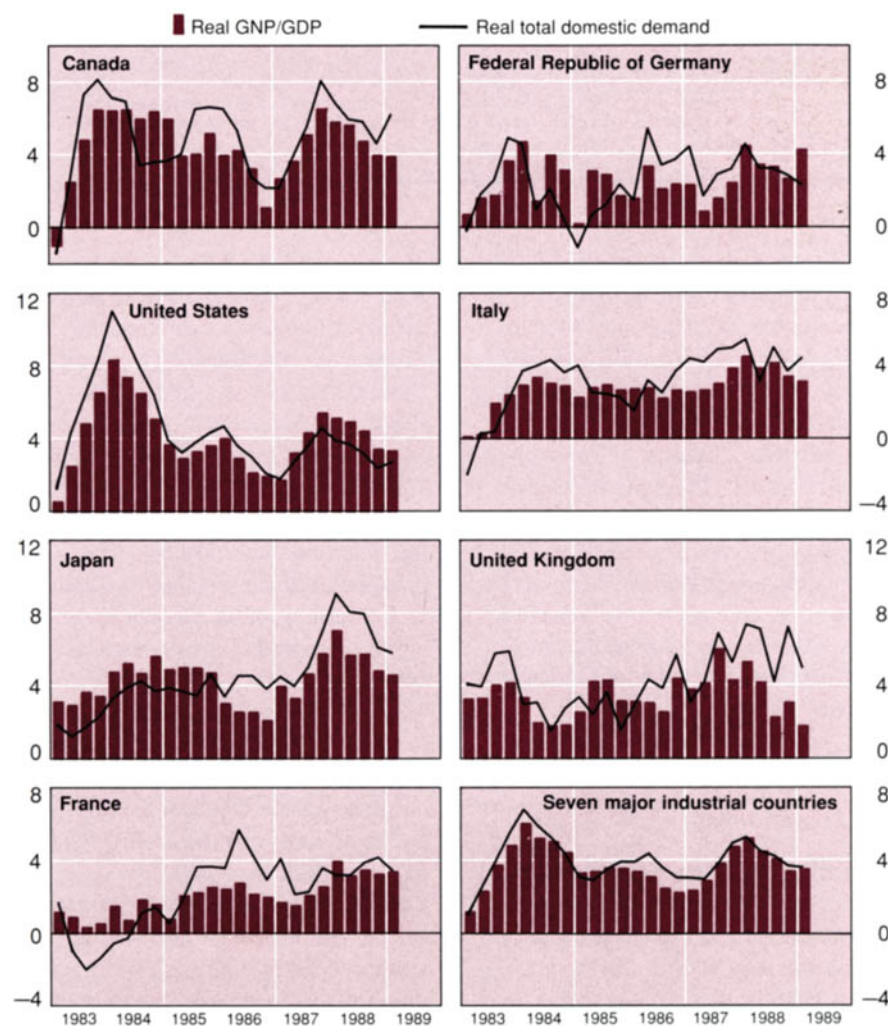 Real GNP/GDP Real total domestic demand
Canada
8
4
0
Federal Republic of Germany
8
4
0
United States
12
8
4
0
Italy
8
4
0
—4
Japan
12
8
4
0
United Kingdom
12
8
4
0
France
8
4
0
—4
Seven major industrial countries
8
4
0
—4
1983 1984 1985 1986 1987 1988 1989
1983 1984 1985 1986 1987 1988 1989